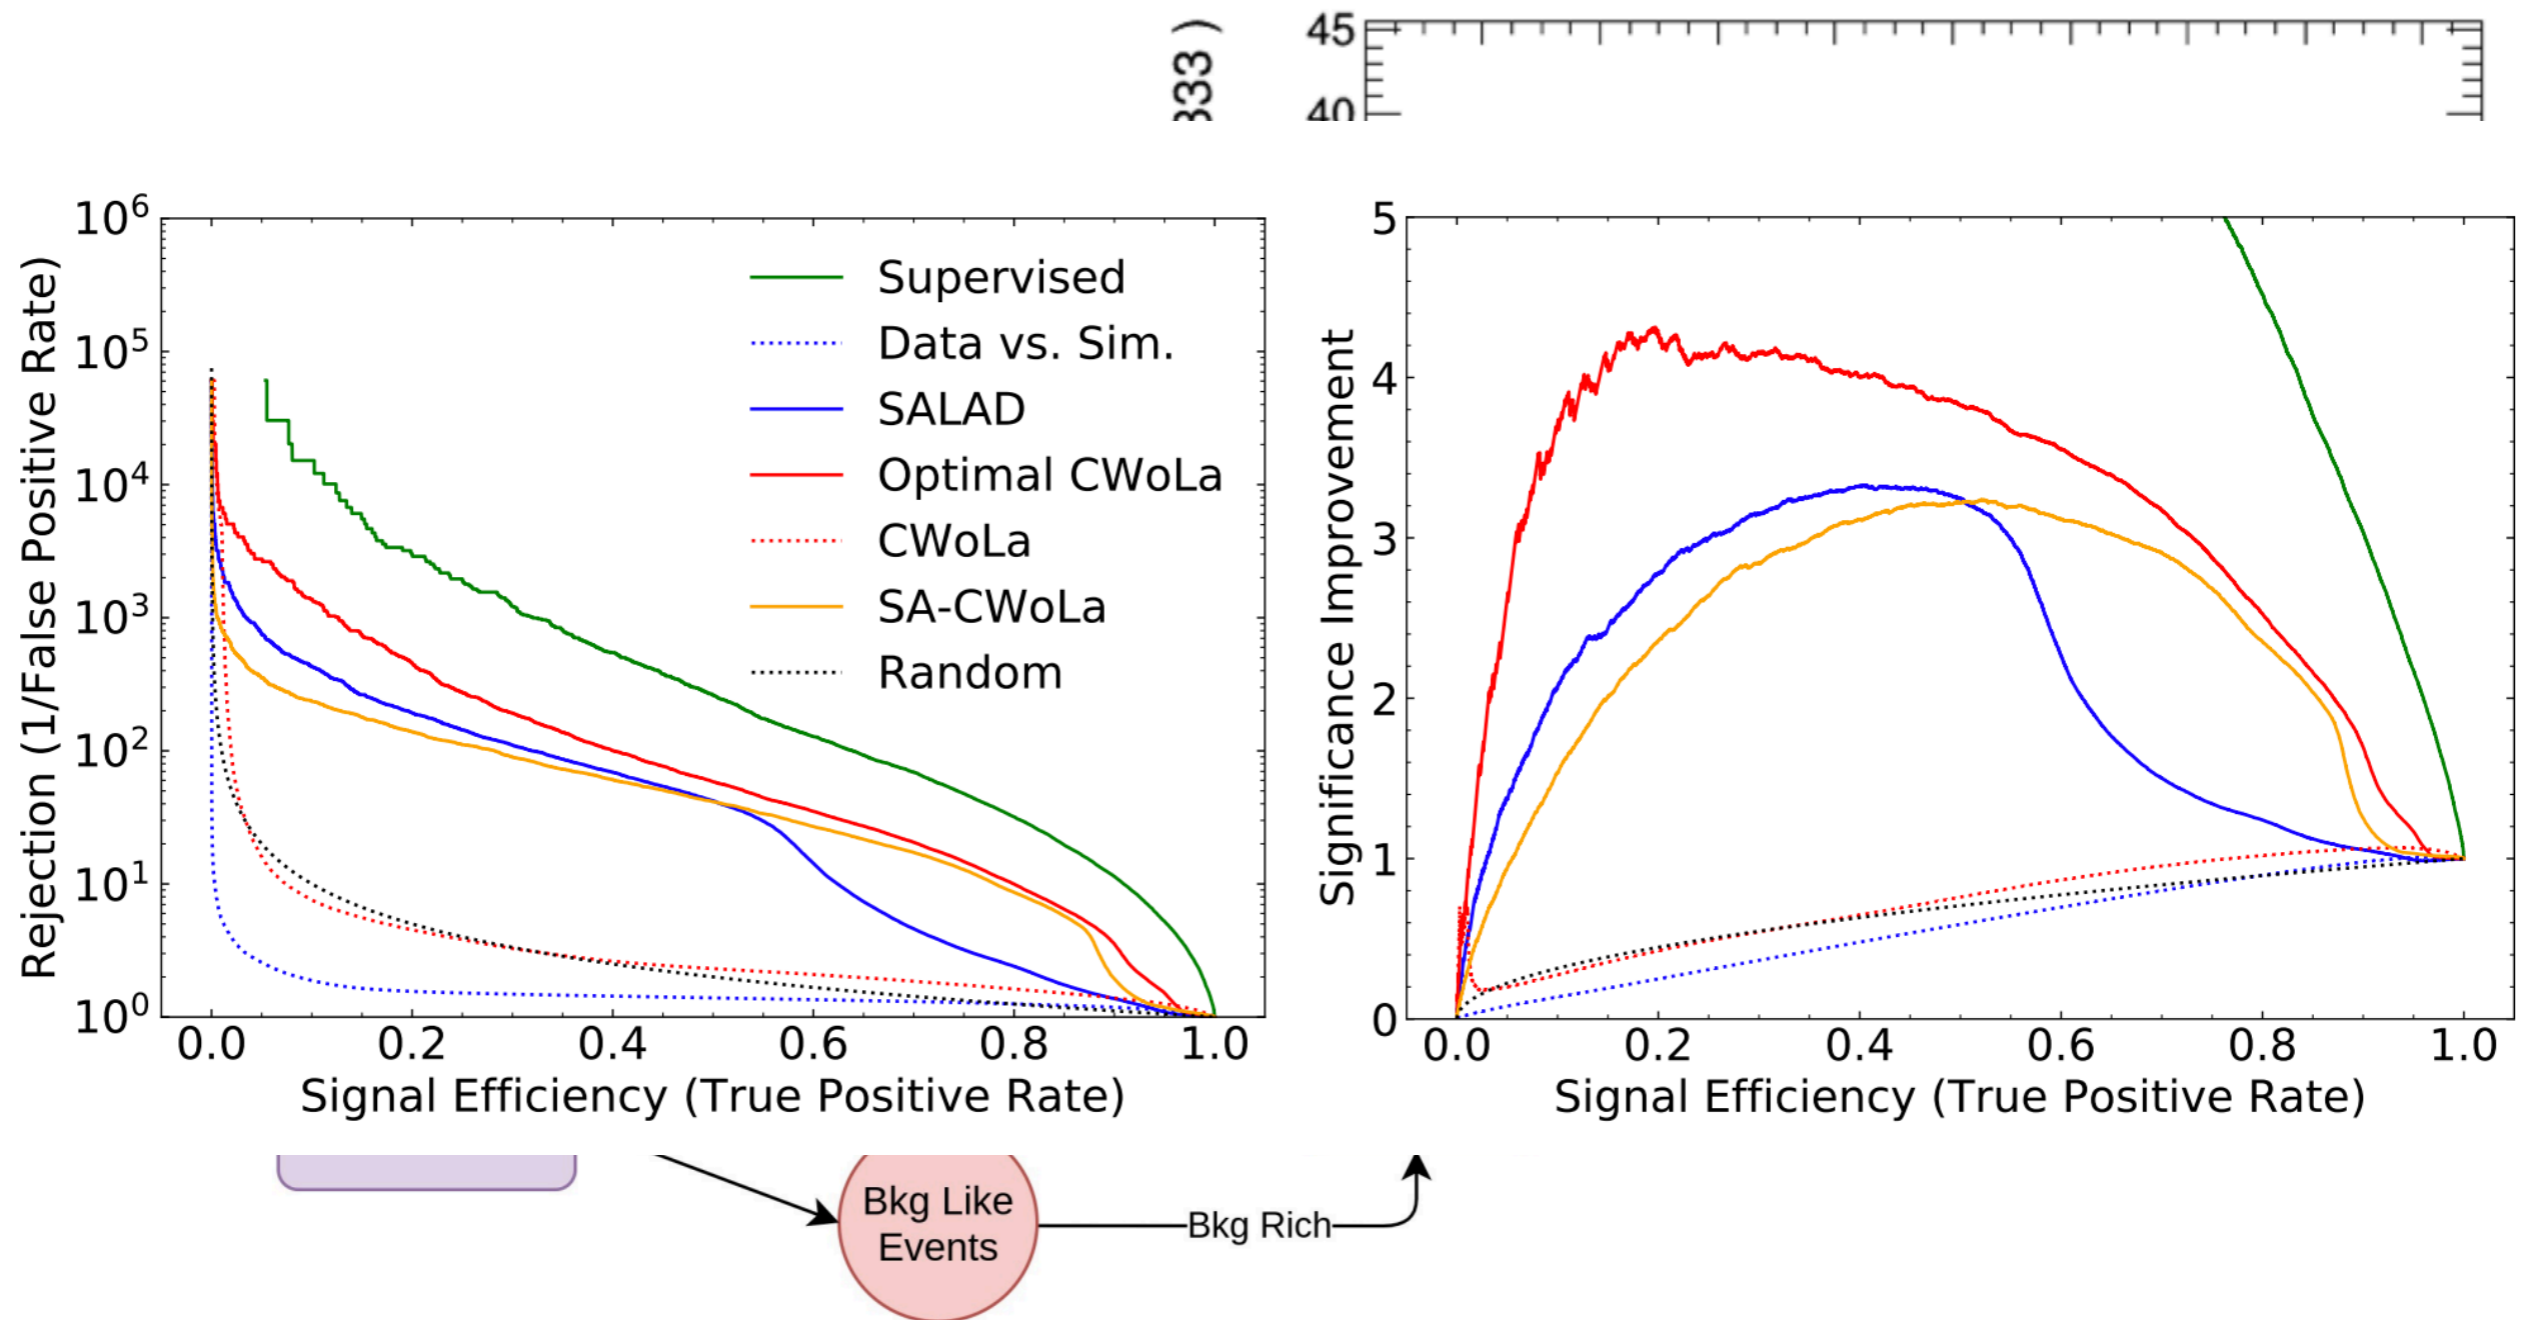 333 )
45
40
10^6
10^5
10^4
10^3
10^2
10^1
10^0
Rejection (1/False Positive Rate)
Supervised
Data vs. Sim.
SALAD
Optimal CWoLa
CWoLa
SA-CWoLa
Random
0.0 0.2 0.4 0.6 0.8 1.0
Signal Efficiency (True Positive Rate)
5
4
3
2
1
0
Significance Improvement
0.0 0.2 0.4 0.6 0.8 1.0
Signal Efficiency (True Positive Rate)
Bkg Like
Events
Bkg Rich